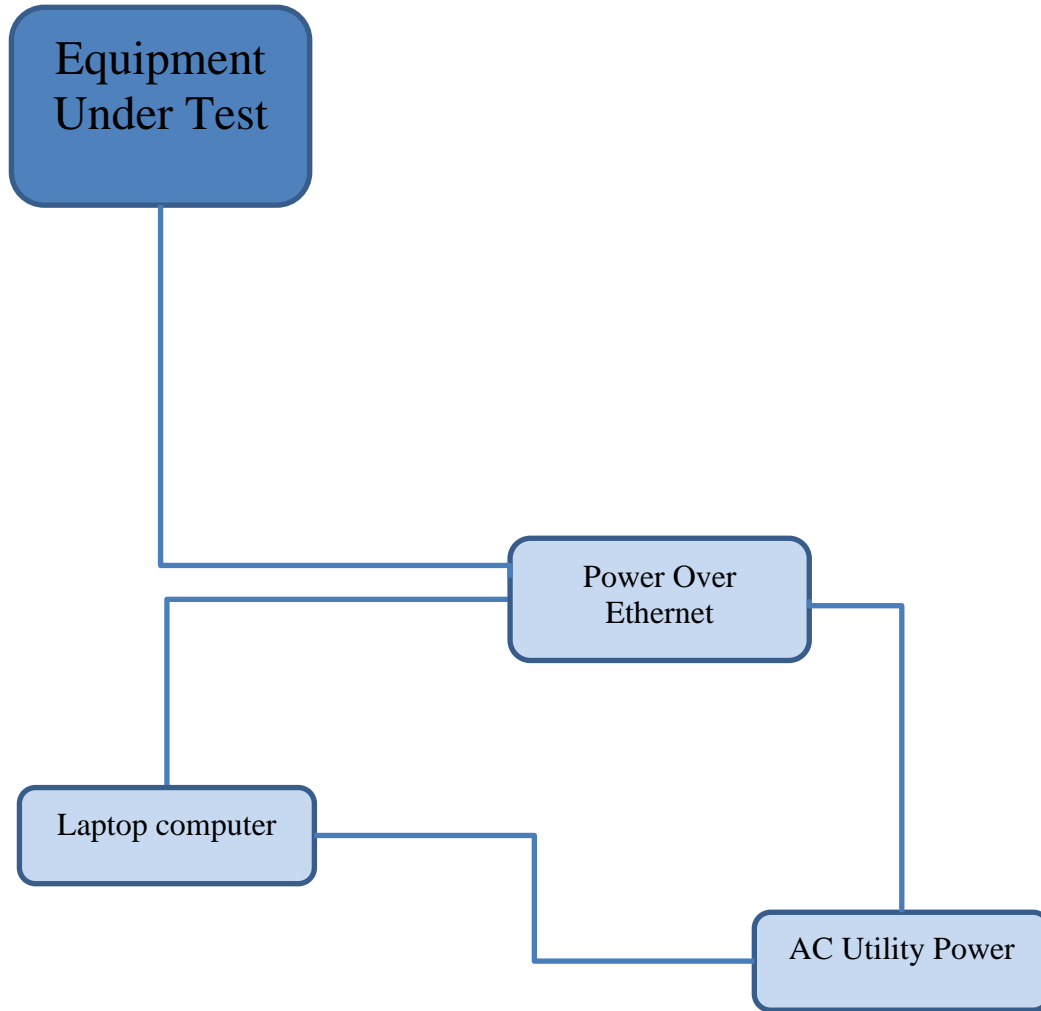 Equipment
Under Test
Power Over
Ethernet
Laptop computer
AC Utility Power